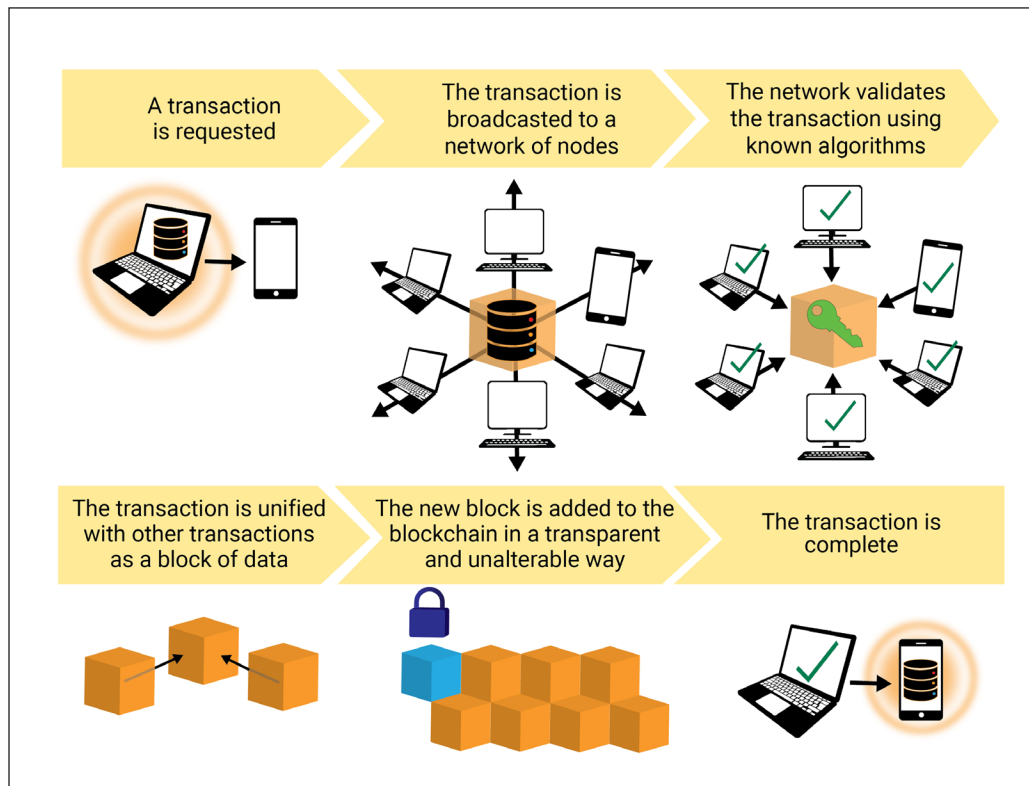 A transaction
is requested
The transaction is
broadcasted to a
network of nodes
The network validates
the transaction using
known algorithms
The transaction is unified
with other transactions
as a block of data
The new block is added to the
blockchain in a transparent
and unalterable way
The transaction is
complete